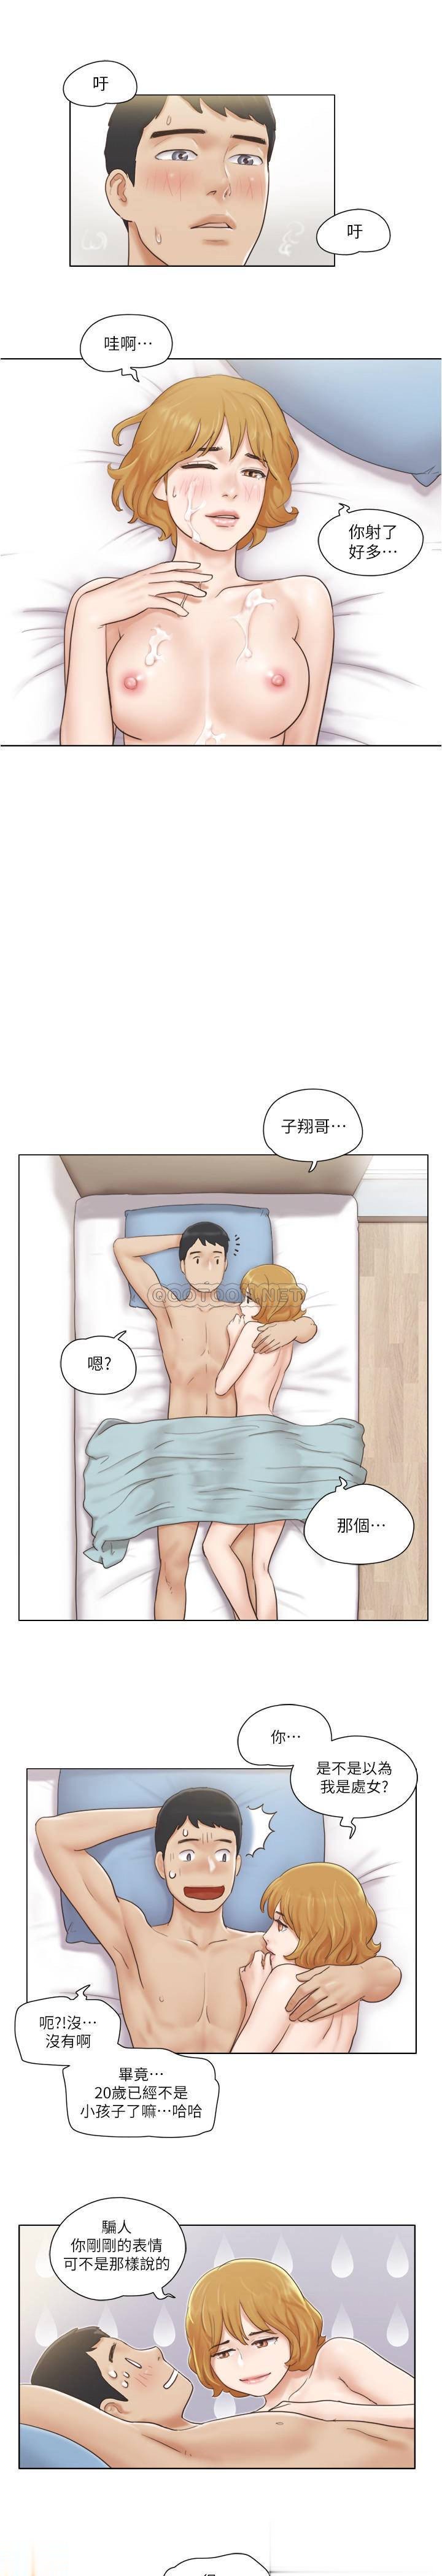 吁
吁
哇啊⋯
你射了
好多⋯
子翔哥⋯
QOOTOON.NET
嗯?
那個⋯
你⋯
是不是以為
我是處女?
呃?!沒⋯
沒有啊
畢竟⋯
20歲已經不是
小孩子了嘛⋯哈哈
騙人
你剛剛的表情
可不是那樣說的